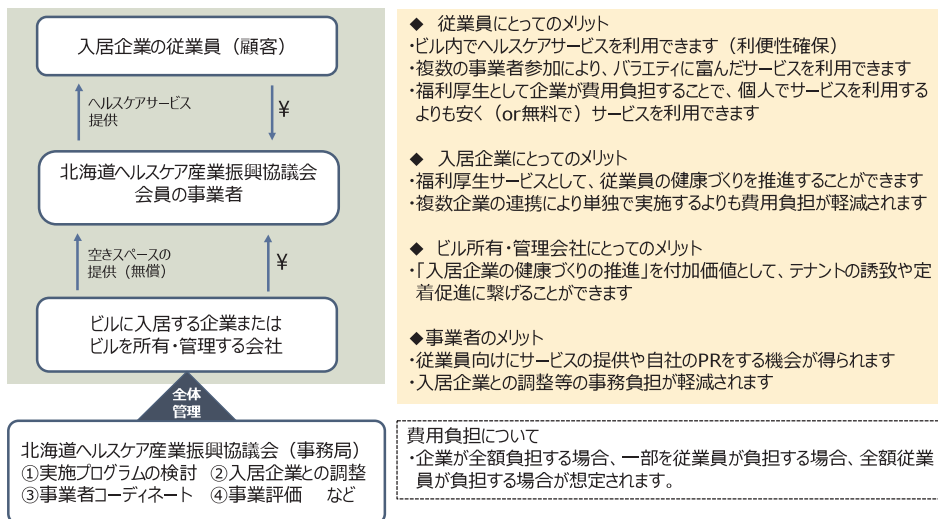 入居企業の従業員（顧客）
ヘルスケアサービス
提供
¥
北海道ヘルスケア産業振興協議会
会員の事業者
空きスペースの
提供（無償）
¥
ビルに入居する企業または
ビルを所有・管理する会社
全体
管理
北海道ヘルスケア産業振興協議会（事務局）
①実施プログラムの検討　②入居企業との調整
③事業者コーディネート　④事業評価　など
◆　従業員にとってのメリット
・ビル内でヘルスケアサービスを利用できます（利便性確保）
・複数の事業者参加により、バラエティに富んだサービスを利用できます
・福利厚生として企業が費用負担することで、個人でサービスを利用する
よりも安く（or無料で）サービスを利用できます
◆　入居企業にとってのメリット
・福利厚生サービスとして、従業員の健康づくりを推進することができます
・複数企業の連携により単独で実施するよりも費用負担が軽減されます
◆　ビル所有・管理会社にとってのメリット
・「入居企業の健康づくりの推進」を付加価値として、テナントの誘致や定
着促進に繋げることができます
◆事業者のメリット
・従業員向けにサービスの提供や自社のPRをする機会が得られます
・入居企業との調整等の事務負担が軽減されます
費用負担について
・企業が全額負担する場合、一部を従業員が負担する場合、全額従業
員が負担する場合が想定されます。